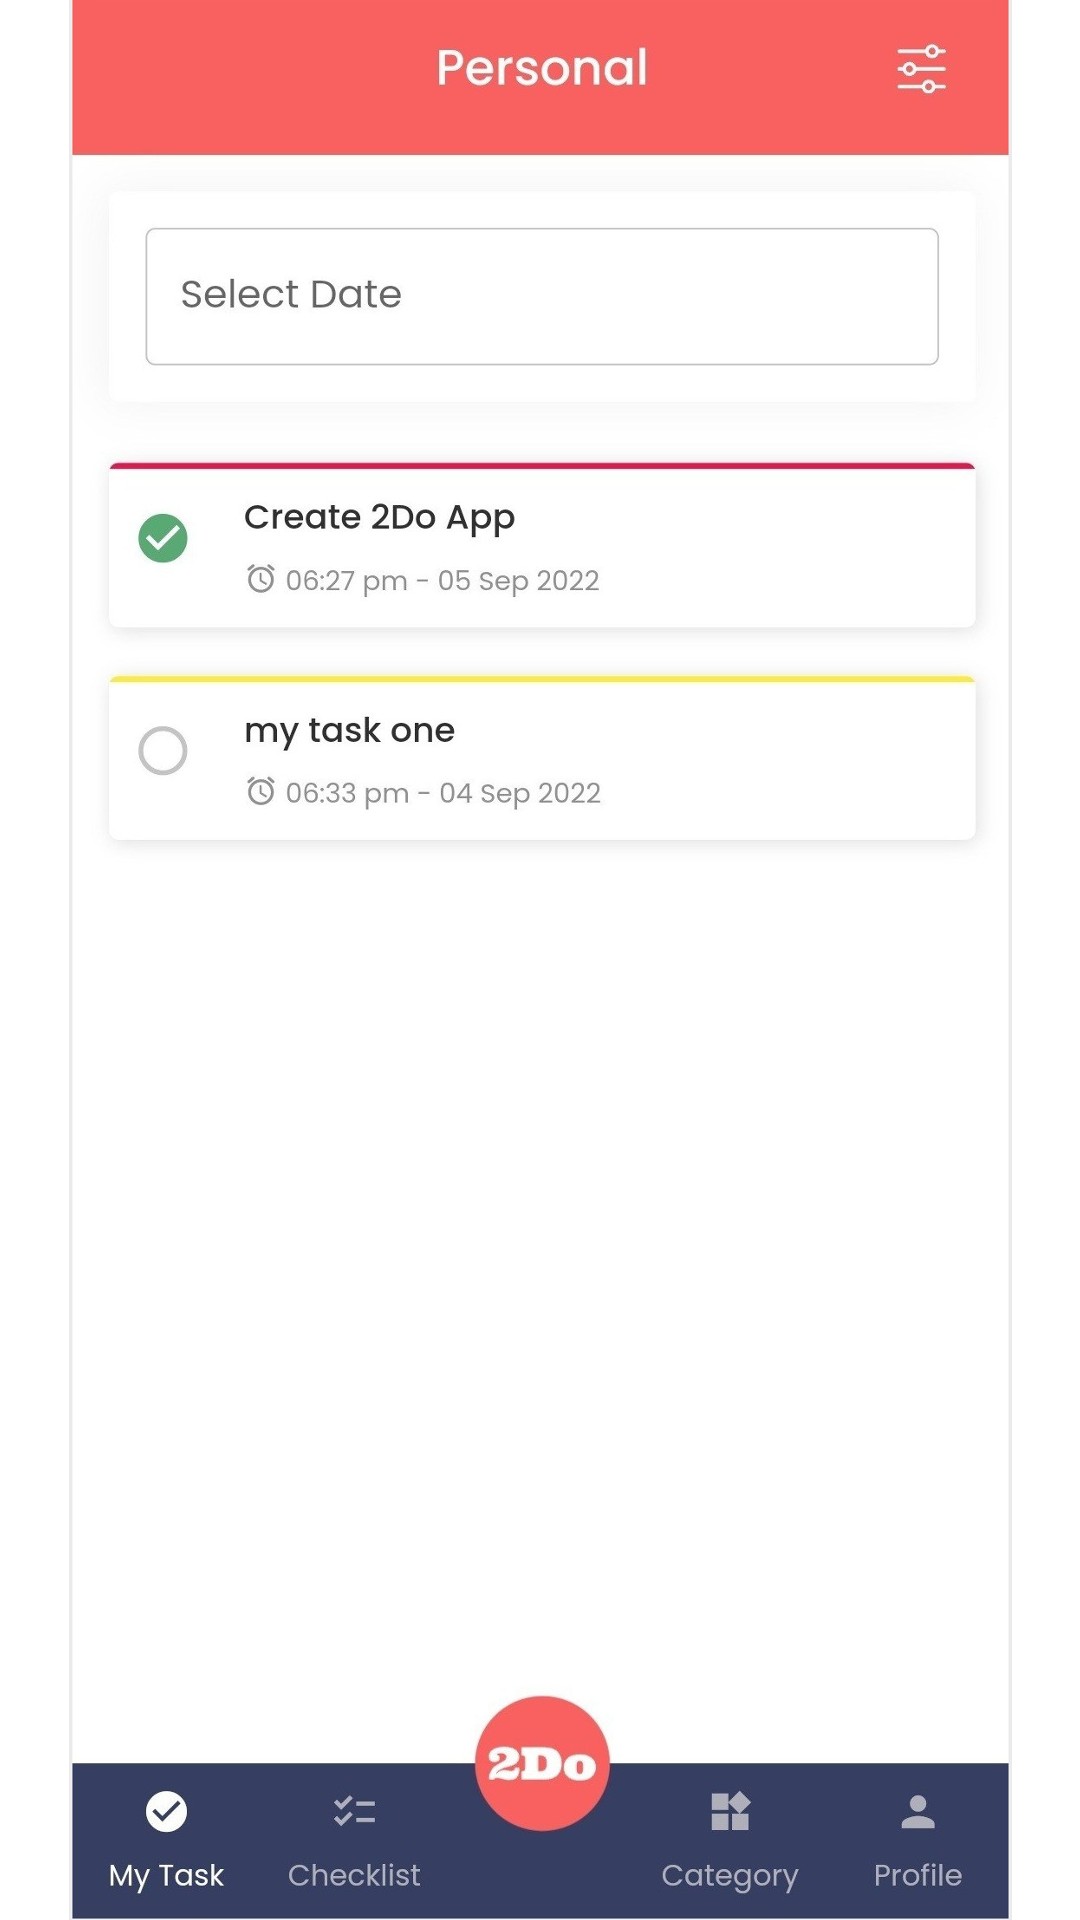 Personal
Select Date
Create 2Do App
06:27 pm - 05 Sep 2022
my task one
06:33 pm - 04 Sep 2022
2Do
My Task
Checklist
Category
Profile